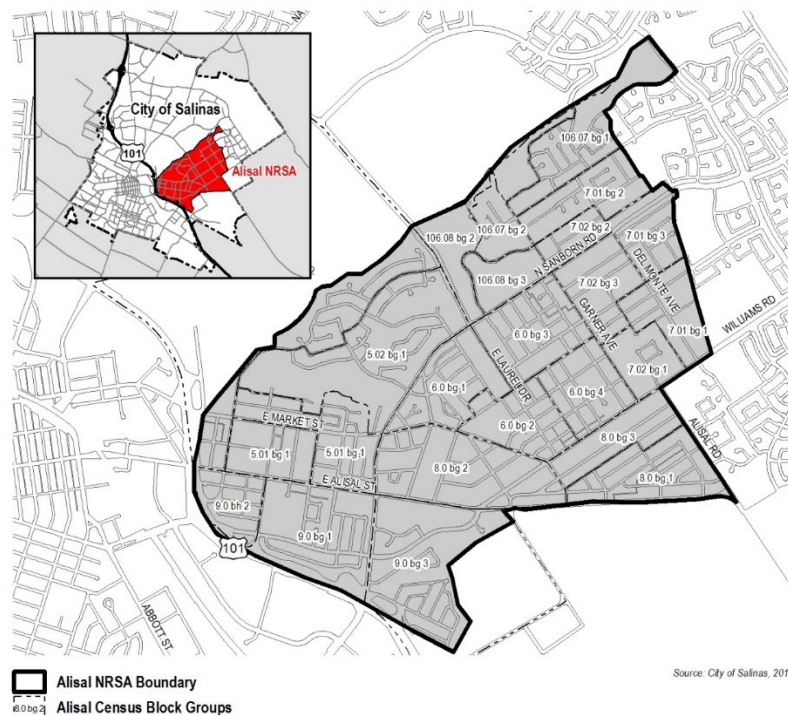 City of Salinas
101
Alisal NRSA
106.07 bg 1
7.01 bg 2
106.07 bg 2
7.02 bg 2
106.08 bg 2
7.01 bg 3
N SANBORN RD
DEL MONTE AVE
106.08 bg 3
7.02 bg 3
GARNER AVE
WILLIAMS RD
6.0 bg 3
7.01 bg 1
5.02 bg 1
E LAUREL DR
7.02 bg 1
6.0 bg 1
6.0 bg 4
E MARKET ST
6.0 bg 2
ALISAL RD
8.0 bg 3
5.01 bg 1
5.01 bg 1
8.0 bg 2
8.0 bg 1
E ALISAL ST
9.0 bh 2
9.0 bg 1
101
9.0 bg 3
ABBOTT ST
Alisal NRSA Boundary
Source: City of Salinas, 201
8.0 bg 2
Alisal Census Block Groups